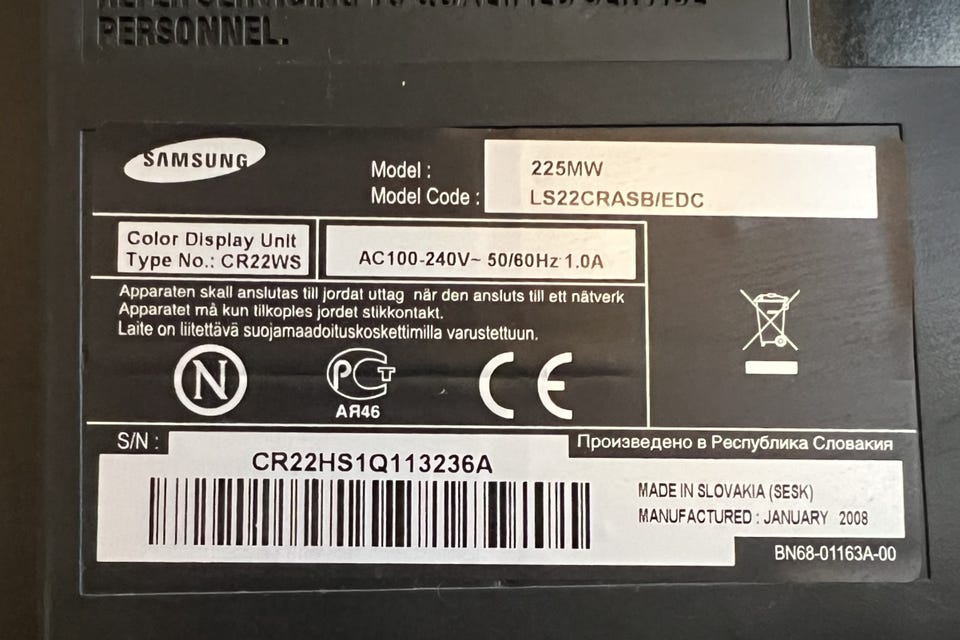 PERSONNEL.
SAMSUNG
Model : 225MW
Model Code : LS22CRASB/EDC
Color Display Unit
Type No.: CR22WS
AC100-240V~ 50/60Hz 1.0A
Apparaten skall anslutas till jordat uttag när den ansluts till ett nätverk
Apparatet må kun tilkoples jordet stikkontakt.
Laite on liitettävä suojamaadoituskoskettimilla varustettuun.
N
РСТ
АЯ46
CE
S/N :
CR22HS1Q113236A
Произведено в Республика Словакия
MADE IN SLOVAKIA (SESK)
MANUFACTURED : JANUARY 2008
BN68-01163A-00